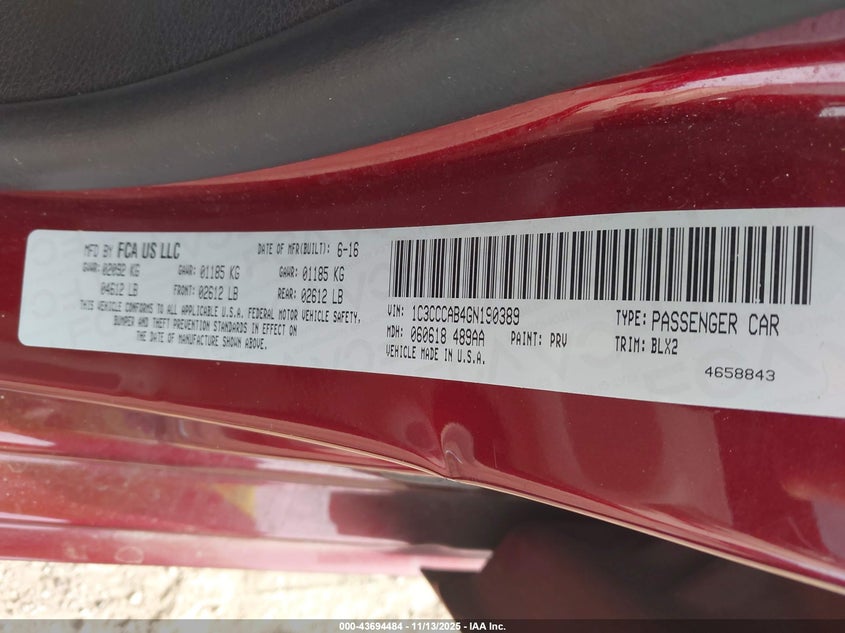 MFD BY FCA US LLC DATE OF MFR(BUILT): 6-16
GVWR: 02092 KG GAWR: 01185 KG GAWR: 01185 KG
04612 LB FRONT: 02612 LB REAR: 02612 LB
THIS VEHICLE CONFORMS TO ALL APPLICABLE U.S.A. FEDERAL MOTOR VEHICLE SAFETY,
BUMPER AND THEFT PREVENTION STANDARDS IN EFFECT ON
THE DATE OF MANUFACTURE SHOWN ABOVE.
VIN: 1C3CCCAB4GN190389 TYPE: PASSENGER CAR
MDH: 060618 489AA PAINT: PRV TRIM: BLX2
VEHICLE MADE IN U.S.A.
4658843
000-43694484 - 11/13/2025 - IAA Inc.